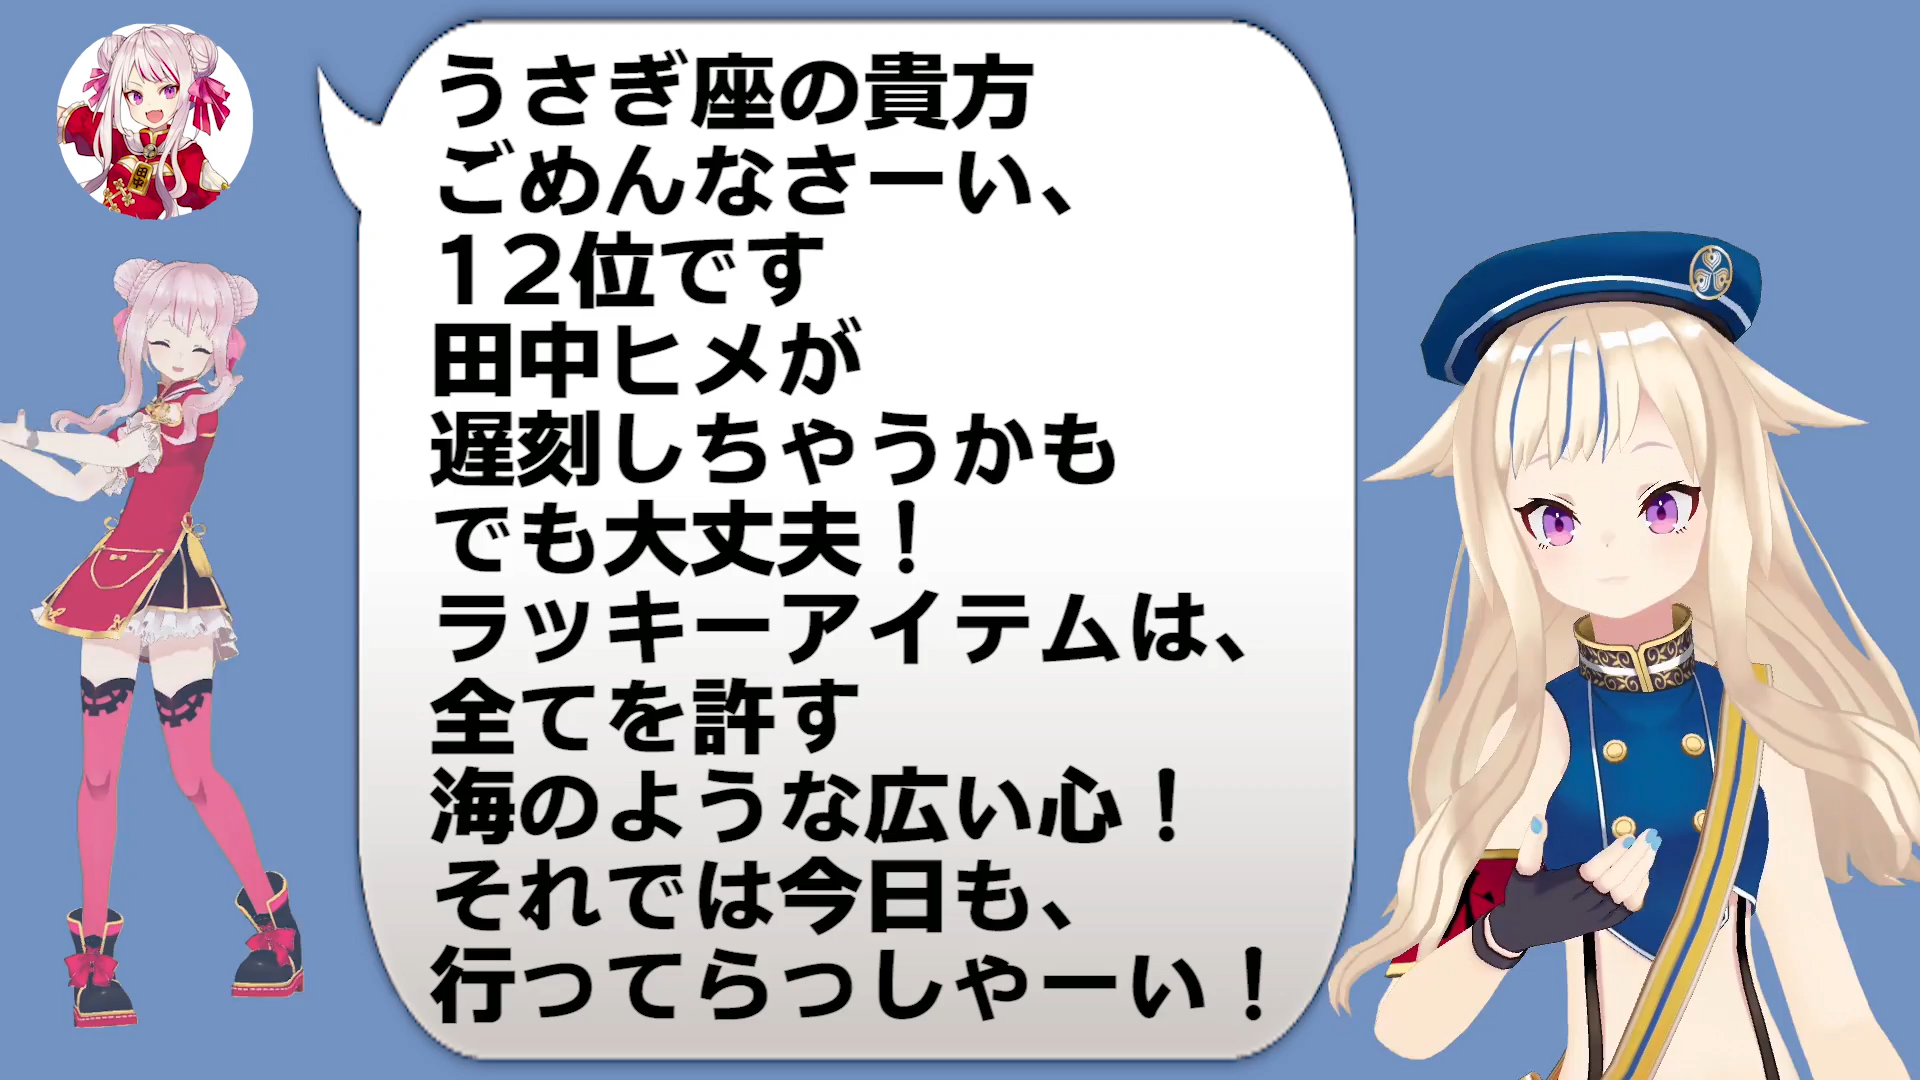 うさぎ座の貴方
ごめんなさーい、
12位です
田中ヒメが
遅刻しちゃうかも
でも大丈夫！
ラッキーアイテムは、
全てを許す
海のような広い心！
それでは今日も、
行ってらっしゃーい！
田中